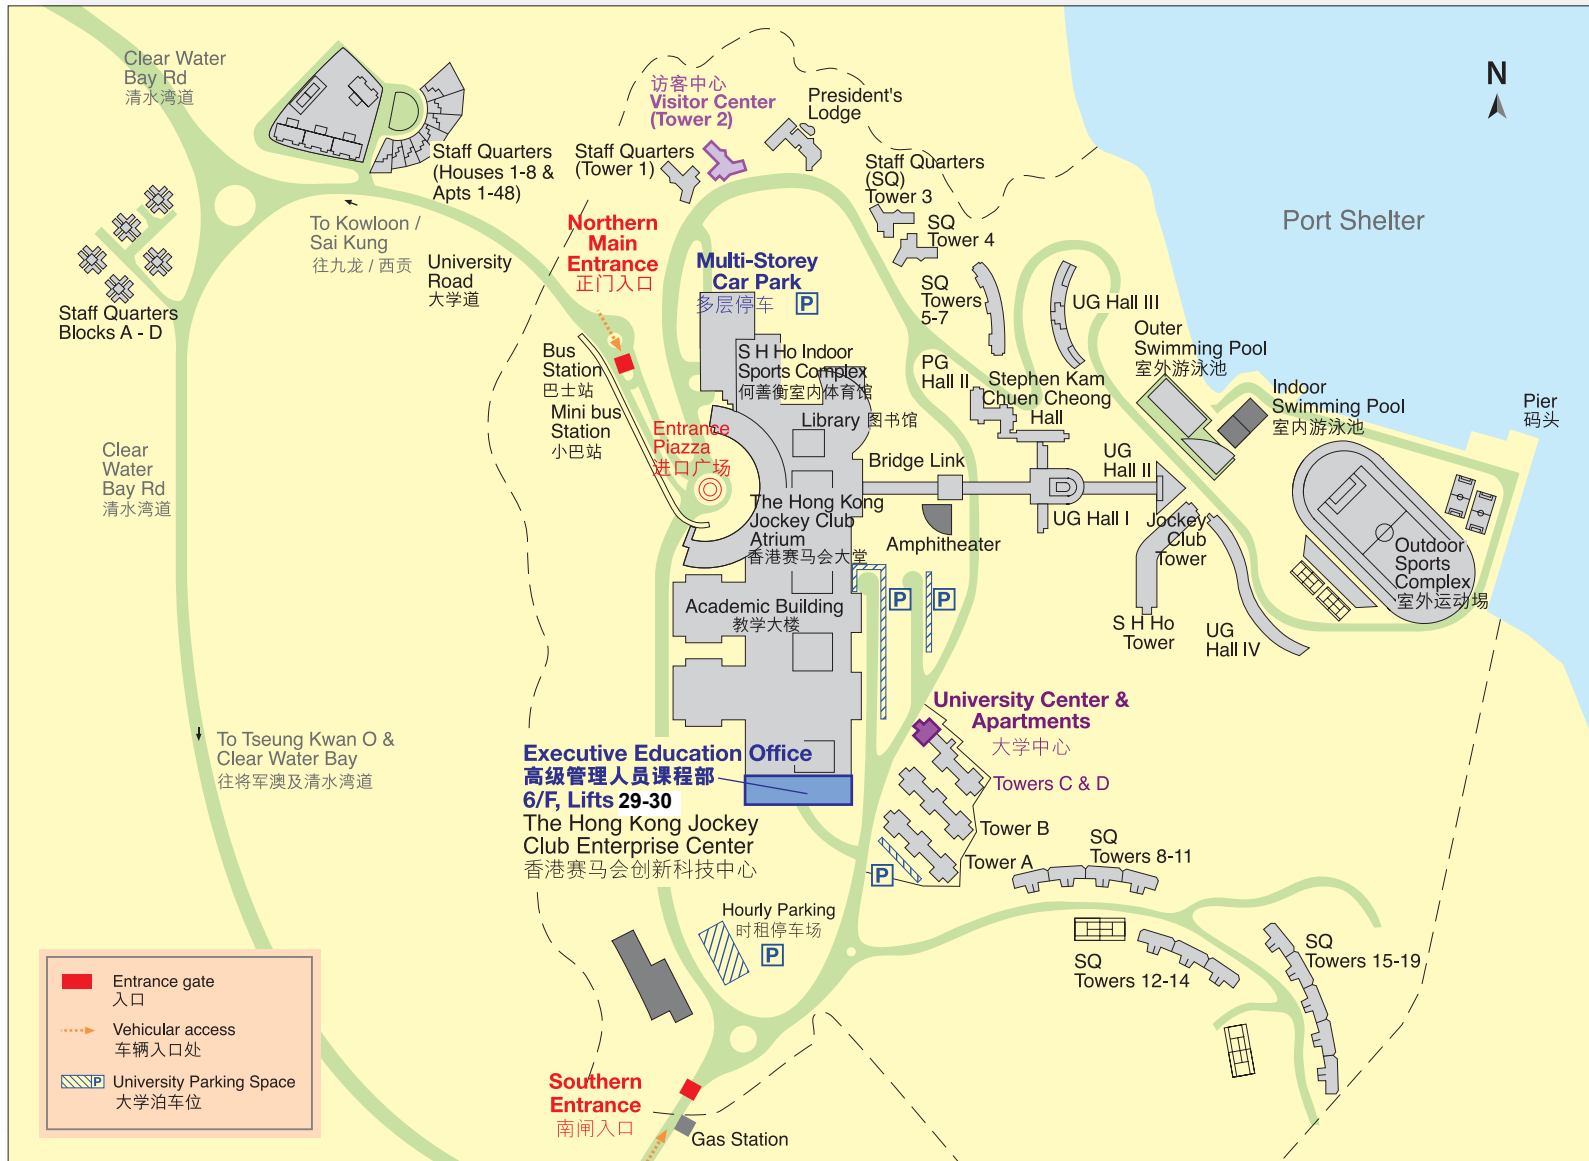 Clear Water
Bay Rd
清水湾道
访客中心
Visitor Center
(Tower 2)
President's
Lodge
N
Staff Quarters
(Houses 1-8 &
Apts 1-48)
Staff Quarters
(Tower 1)
Staff Quarters
(SQ)
Tower 3
SQ
Tower 4
To Kowloon /
Sai Kung
往九龙 / 西贡
Northern
Main
Entrance
正门入口
Port Shelter
University
Road
大学道
Multi-Storey
Car Park
多层停车
P
SQ
Towers
5-7
UG Hall III
Staff Quarters
Blocks A - D
Outer
Swimming Pool
室外游泳池
Bus
Station
巴士站
S H Ho Indoor
Sports Complex
何善衡室内体育馆
PG
Hall II
Stephen Kam
Chuen Cheong
Hall
Indoor
Swimming Pool
室内游泳池
Pier
码头
Mini bus
Station
小巴站
Entrance
Piazza
进口广场
Library 图书馆
Clear
Water
Bay Rd
清水湾道
Bridge Link
UG
Hall II
The Hong Kong
Jockey Club
Atrium
香港赛马会大堂
Amphitheater
UG Hall I
Jockey
Club
Tower
Outdoor
Sports
Complex
室外运动场
Academic Building
教学大楼
P
P
S H Ho
Tower
UG
Hall IV
University Center &
Apartments
大学中心
To Tseung Kwan O &
Clear Water Bay
往将军澳及清水湾道
Executive Education Office
高级管理人员课程部
6/F, Lifts 29-30
The Hong Kong Jockey
Club Enterprise Center
香港赛马会创新科技中心
Towers C & D
Tower B
Tower A
P
SQ
Towers 8-11
Hourly Parking
时租停车场
P
SQ
Towers 12-14
SQ
Towers 15-19
Entrance gate
入口
Vehicular access
车辆入口处
P University Parking Space
大学泊车位
Southern
Entrance
南闸入口
Gas Station